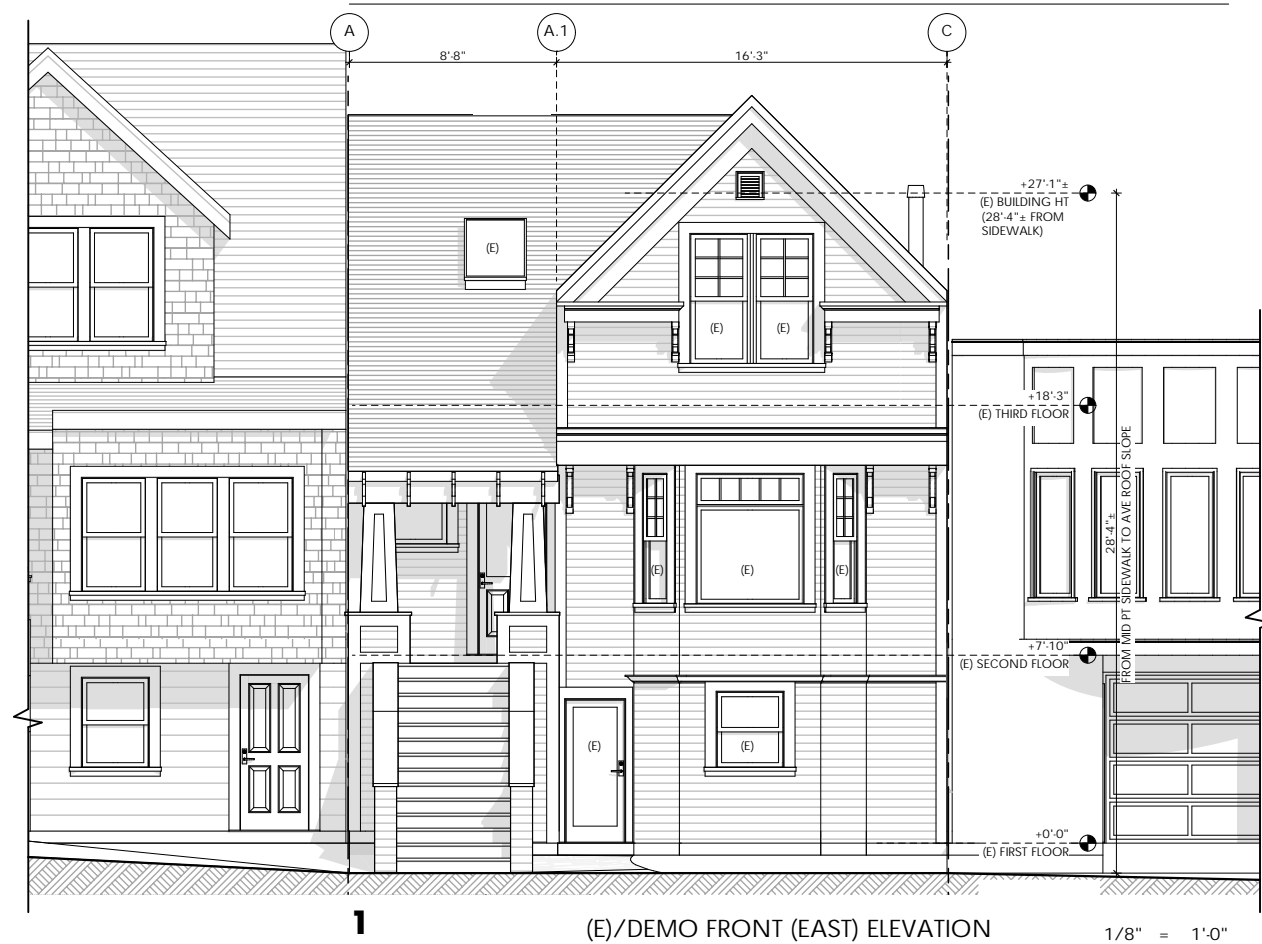 A
A.1
C
8'-8"
16'-3"
+27'-1"±
(E) BUILDING HT
(28'-4"± FROM
SIDEWALK)
(E)
(E)
(E)
+18'-3"
(E) THIRD FLOOR
28'-4"±
FROM MID PT SIDEWALK TO AVE ROOF SLOPE
(E)
(E)
(E)
+7'-10"
(E) SECOND FLOOR
(E)
(E)
+0'-0"
(E) FIRST FLOOR
1
(E)/DEMO FRONT (EAST) ELEVATION
1/8" = 1'-0"